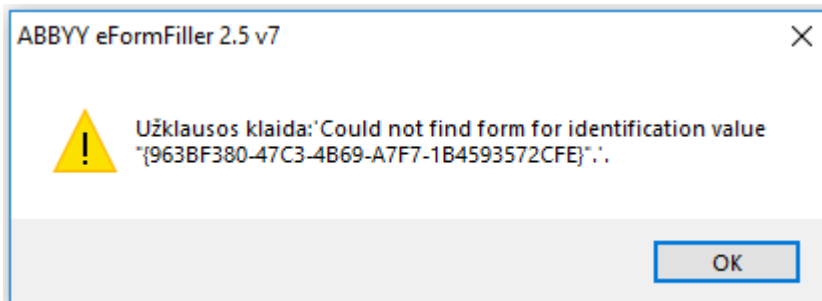 ABBYY eFormFiller 2.5 v7
Užklausos klaida:'Could not find form for identification value
"{963BF380-47C3-4B69-A7F7-1B4593572CFE}".'.
OK